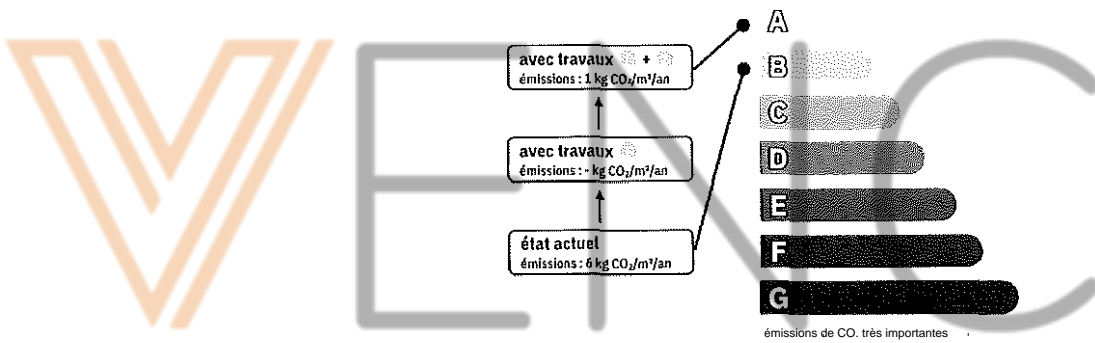 A
avec travaux + 
émissions : 1 kg CO₂/m²/an
B
C
avec travaux
émissions : - kg CO₂/m²/an
D
E
état actuel
émissions : 6 kg CO₂/m²/an
F
G
émissions de CO. très importantes
VENC